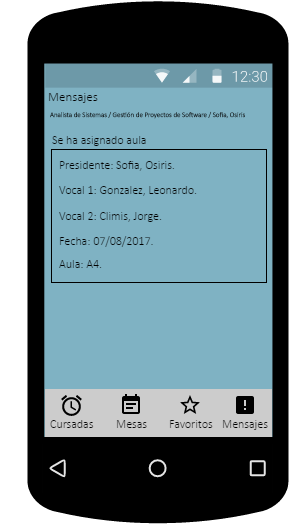 12:30
Mensajes
Analista de Sistemas / Gestión de Proyectos de Software / Sofia, Osiris
Se ha asignado aula
Presidente: Sofia, Osiris.
Vocal 1: Gonzalez, Leonardo.
Vocal 2: Climis, Jorge.
Fecha: 07/08/2017.
Aula: A4.
Cursadas Mesas Favoritos Mensajes